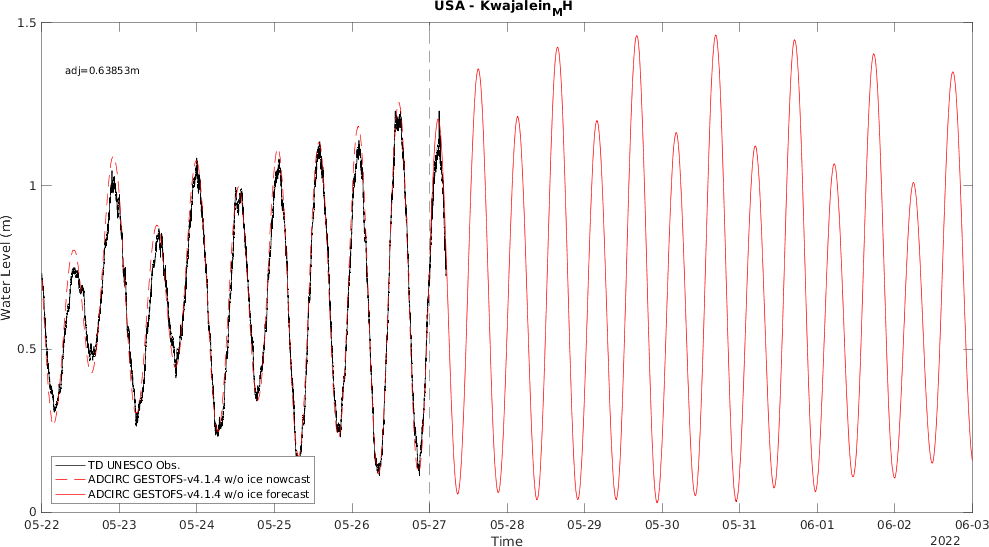 USA - Kwajalein_MH
1.5
adj=0.63853m
1
Water Level (m)
0.5
TD UNESCO Obs.
ADCIRC GESTOFS-v4.1.4 w/o ice nowcast
ADCIRC GESTOFS-v4.1.4 w/o ice forecast
0
05-22 05-23 05-24 05-25 05-26 05-27 05-28 05-29 05-30 05-31 06-01 06-02 06-03
Time
2022